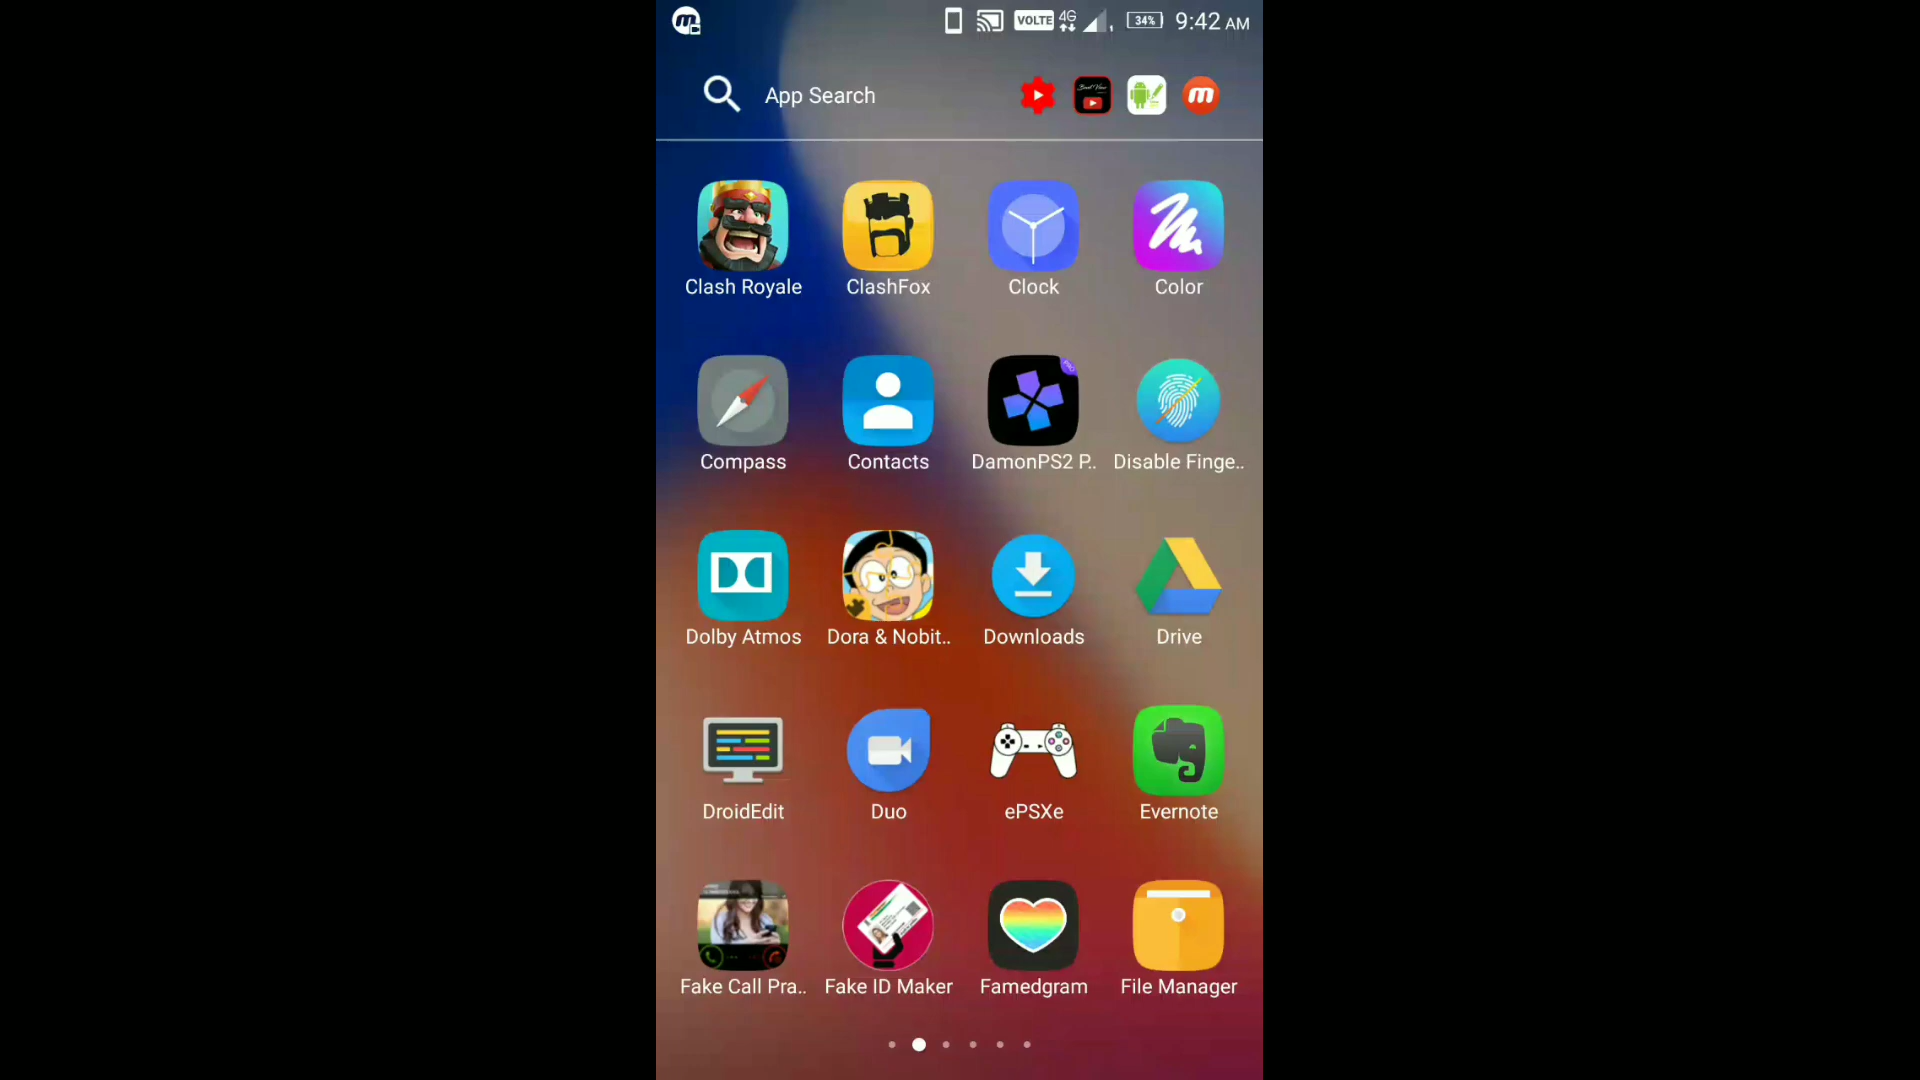 VOLTE 4G 34% 9:42 AM
App Search
Clash Royale ClashFox Clock Color
Compass Contacts DamonPS2 P.. Disable Finge..
Dolby Atmos Dora & Nobit.. Downloads Drive
DroidEdit Duo ePSXe Evernote
Fake Call Pra.. Fake ID Maker Famedgram File Manager